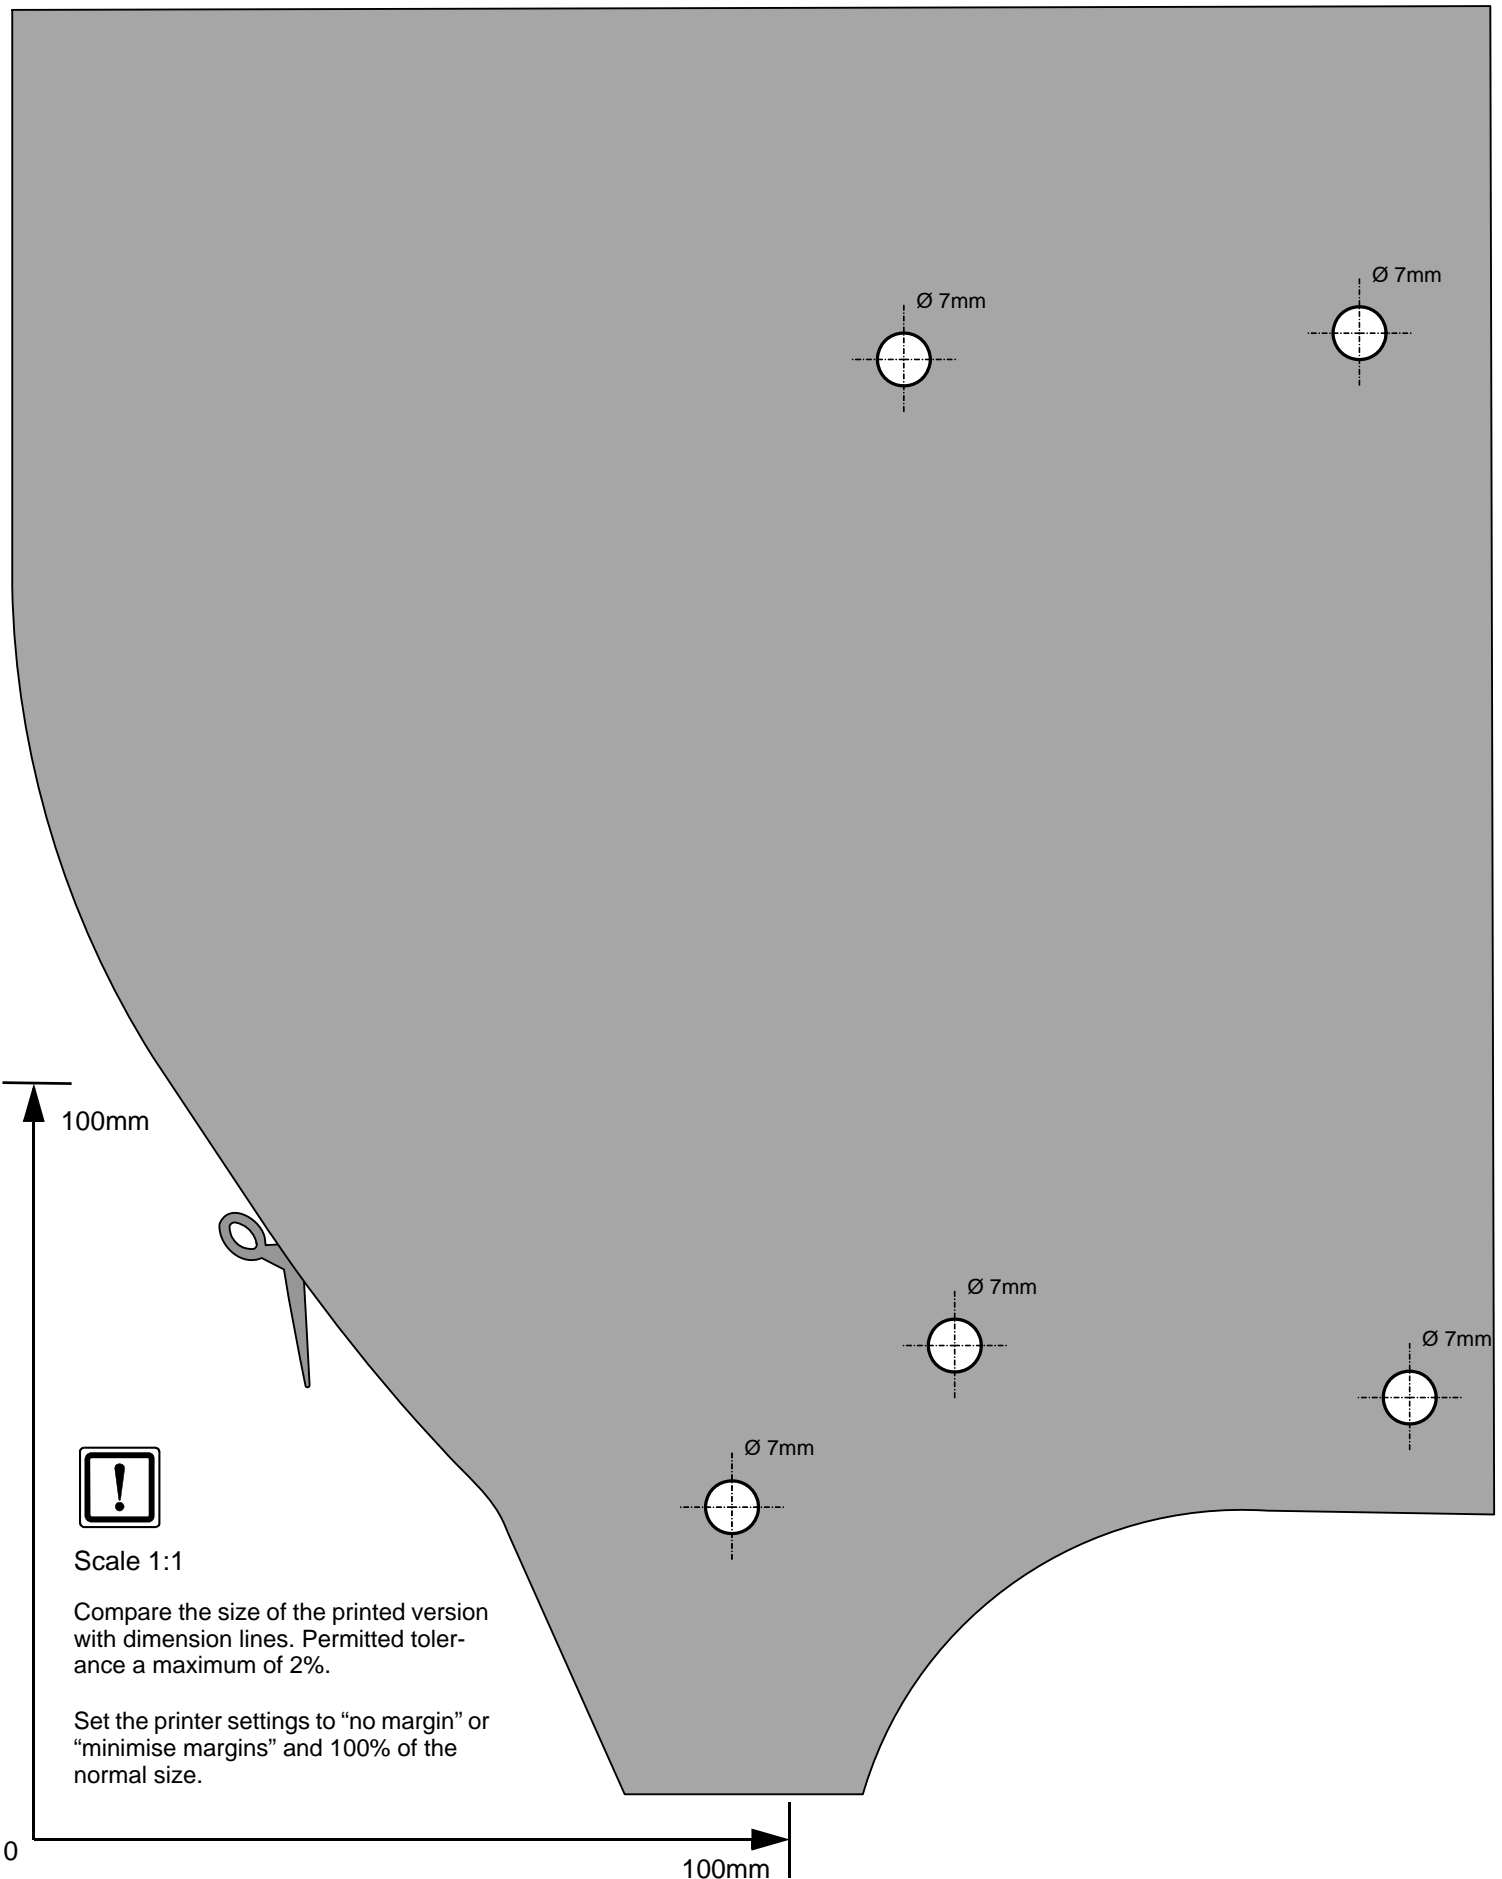 Ø 7mm
Ø 7mm
100mm
Ø 7mm
Ø 7mm
Ø 7mm
Scale 1:1
Compare the size of the printed version
with dimension lines. Permitted toler-
ance a maximum of 2%.
Set the printer settings to “no margin” or
“minimise margins” and 100% of the
normal size.
0
100mm